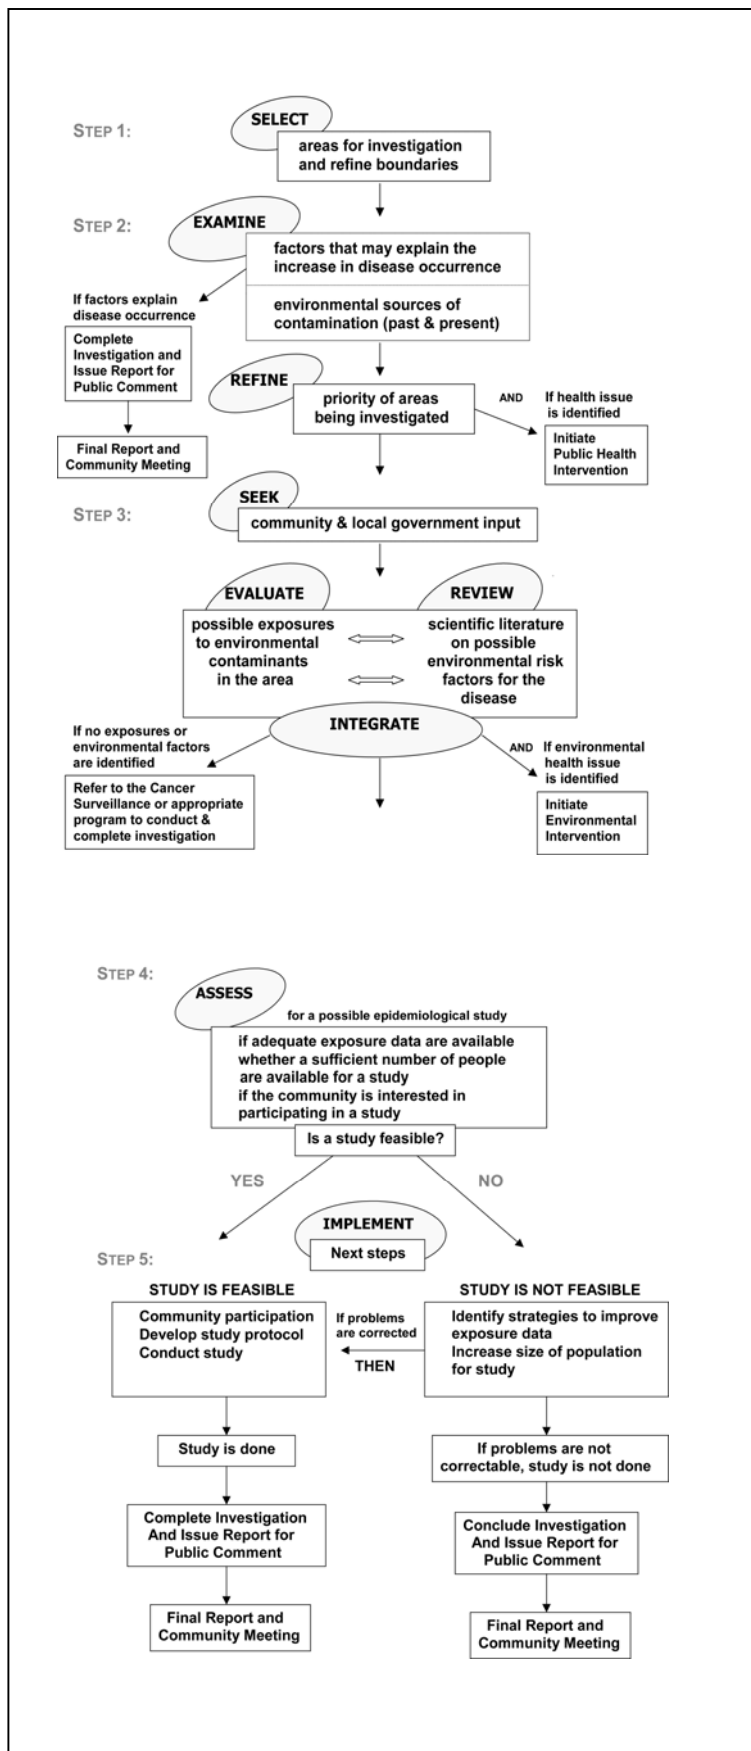 STEP 1:
SELECT
areas for investigation
and refine boundaries
STEP 2:
EXAMINE
factors that may explain the
increase in disease occurrence
environmental sources of
contamination (past & present)
If factors explain
disease occurrence
Complete
Investigation and
Issue Report for
Public Comment
Final Report and
Community Meeting
REFINE
priority of areas
being investigated
AND
If health issue
is identified
Initiate
Public Health
Intervention
STEP 3:
SEEK
community & local government input
EVALUATE
possible exposures
to environmental
contaminants
in the area
REVIEW
scientific literature
on possible
environmental risk
factors for the
disease
INTEGRATE
If no exposures or
environmental factors
are identified
Refer to the Cancer
Surveillance or appropriate
program to conduct &
complete investigation
AND
If environmental
health issue
is identified
Initiate
Environmental
Intervention
STEP 4:
ASSESS
for a possible epidemiological study
if adequate exposure data are available
whether a sufficient number of people
are available for a study
if the community is interested in
participating in a study
Is a study feasible?
YES
NO
IMPLEMENT
Next steps
STEP 5:
STUDY IS FEASIBLE
Community participation
Develop study protocol
Conduct study
If problems
are corrected
THEN
STUDY IS NOT FEASIBLE
Identify strategies to improve
exposure data
Increase size of population
for study
Study is done
Complete Investigation
And Issue Report for
Public Comment
Final Report and
Community Meeting
If problems are not
correctable, study is not done
Conclude Investigation
And Issue Report for
Public Comment
Final Report and
Community Meeting